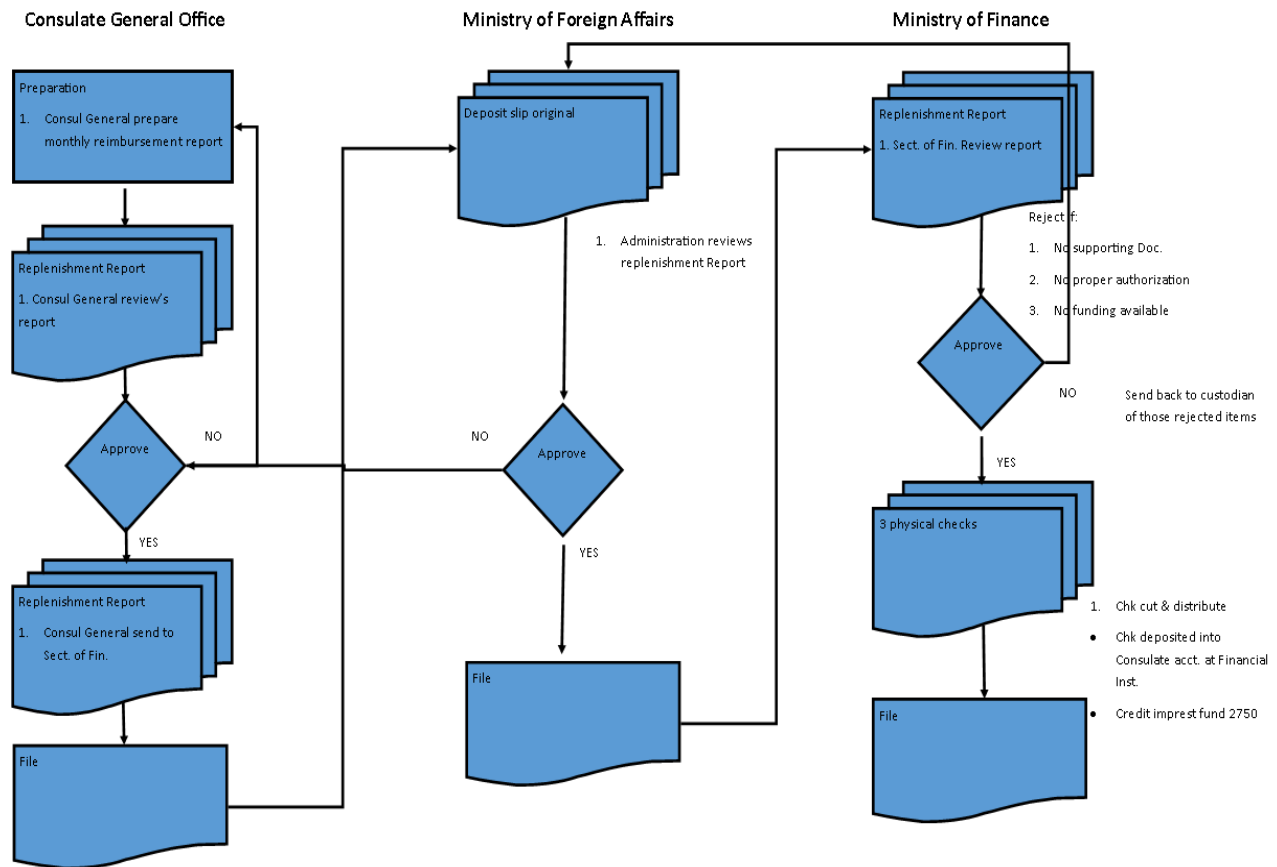 Consulate General Office
Preparation
1. Consul General prepare
monthly reimbursement report
Replenishment Report
1. Consul General review's
report
Approve
NO
YES
Replenishment Report
1. Consul General send to
Sect. of Fin.
File
Ministry of Foreign Affairs
Deposit slip original
1. Administration reviews
replenishment Report
NO
Approve
YES
File
Ministry of Finance
Replenishment Report
1. Sect. of Fin. Review report
Reject if:
1. No supporting Doc.
2. No proper authorization
3. No funding available
Approve
NO
Send back to custodian
of those rejected items
YES
3 physical checks
1. Chk cut & distribute
• Chk deposited into
Consulate acct. at Financial
Inst.
• Credit imprest fund 2750
File